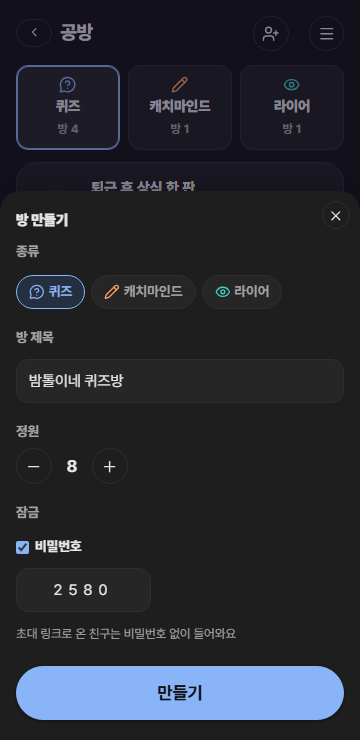 공방
퀴즈
방 4
캐치마인드
방 1
라이어
방 1
퇴근 후 상식 한 판
방 만들기
종류
퀴즈
캐치마인드
라이어
방 제목
밤톨이네 퀴즈방
정원
8
잠금
비밀번호
2580
초대 링크로 온 친구는 비밀번호 없이 들어와요
만들기